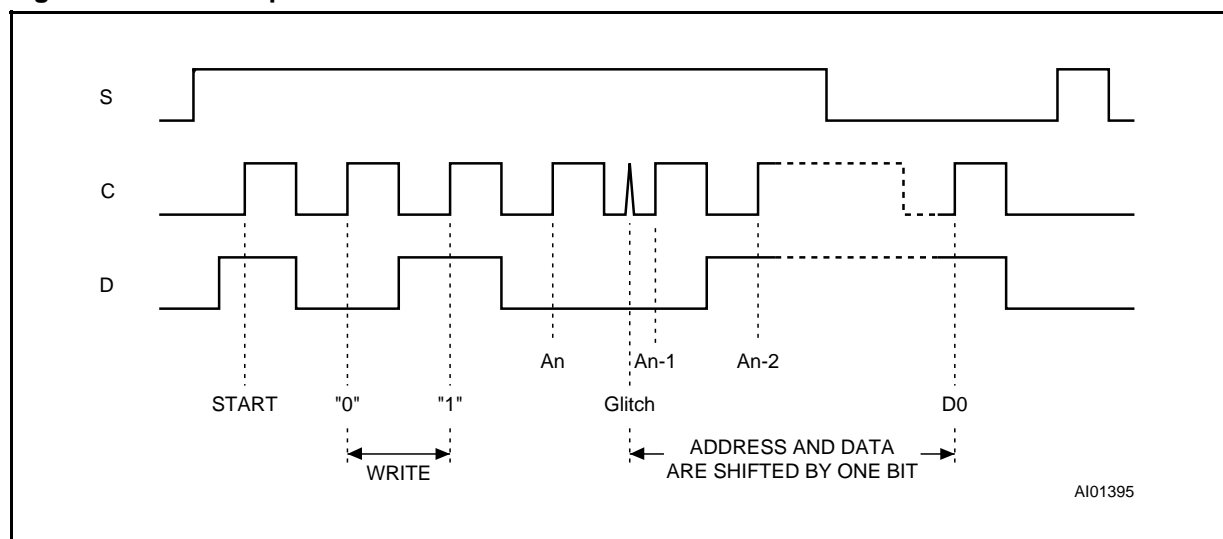 S
C
D
An An-1 An-2
START "0" "1" Glitch D0
WRITE
ADDRESS AND DATA
ARE SHIFTED BY ONE BIT
AI01395